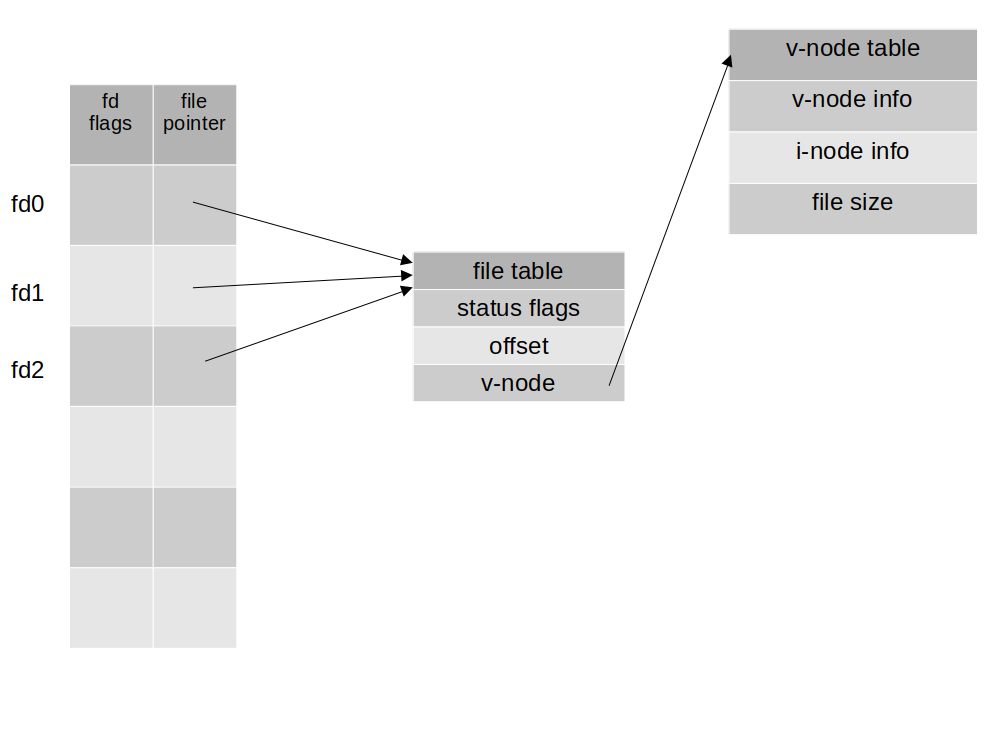 fd
flags
file
pointer
fd0
fd1
fd2
file table
status flags
offset
v-node
v-node table
v-node info
i-node info
file size